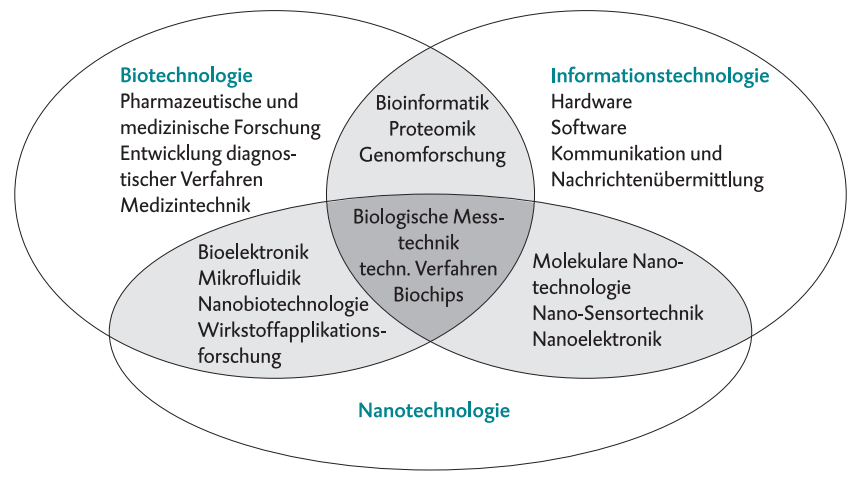 Biotechnologie
Pharmazeutische und
medizinische Forschung
Entwicklung diagnos-
tischer Verfahren
Medizintechnik
Bioinformatik
Proteomik
Genomforschung
Informationstechnologie
Hardware
Software
Kommunikation und
Nachrichtenübermittlung
Biologische Mess-
technik
techn. Verfahren
Biochips
Bioelektronik
Mikrofluidik
Nanobiotechnologie
Wirkstoffapplikations-
forschung
Molekulare Nano-
technologie
Nano-Sensortechnik
Nanoelektronik
Nanotechnologie